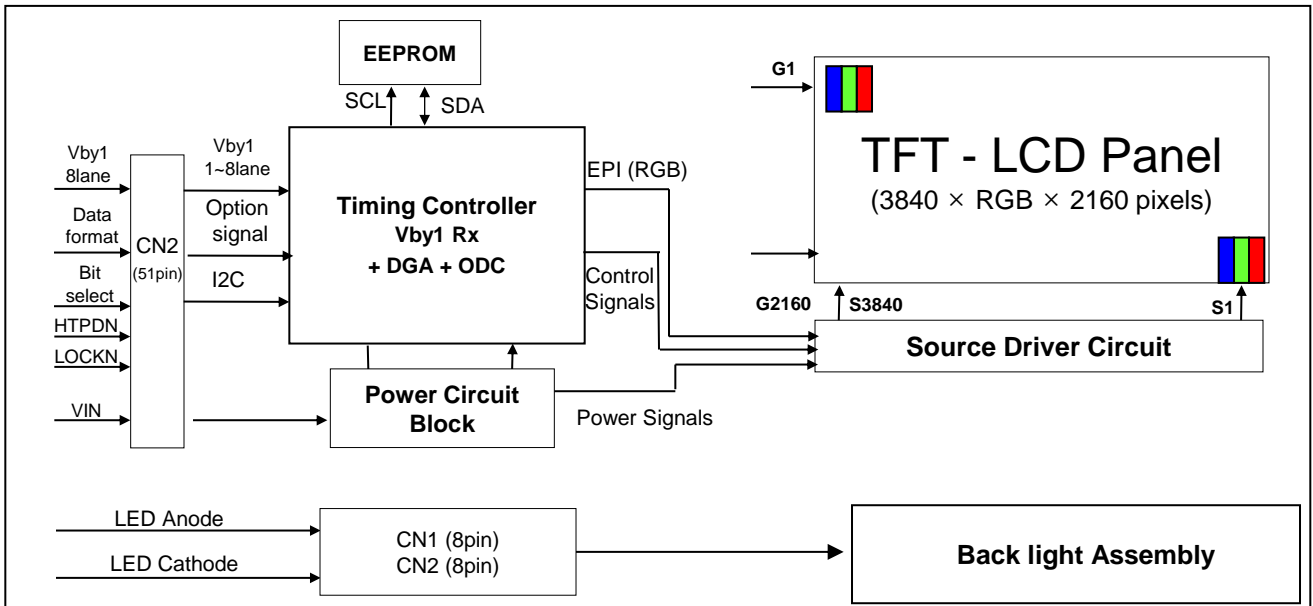 EEPROM
SCL
SDA
G1
TFT - LCD Panel
(3840 × RGB × 2160 pixels)
Vby1
8lane
Data
format
Bit
select
HTPDN
LOCKN
VIN
CN2
(51pin)
Vby1
1~8lane
Option
signal
I2C
Timing Controller
Vby1 Rx
+ DGA + ODC
EPI (RGB)
Control
Signals
G2160
S3840
S1
Source Driver Circuit
Power Circuit
Block
Power Signals
LED Anode
LED Cathode
CN1 (8pin)
CN2 (8pin)
Back light Assembly